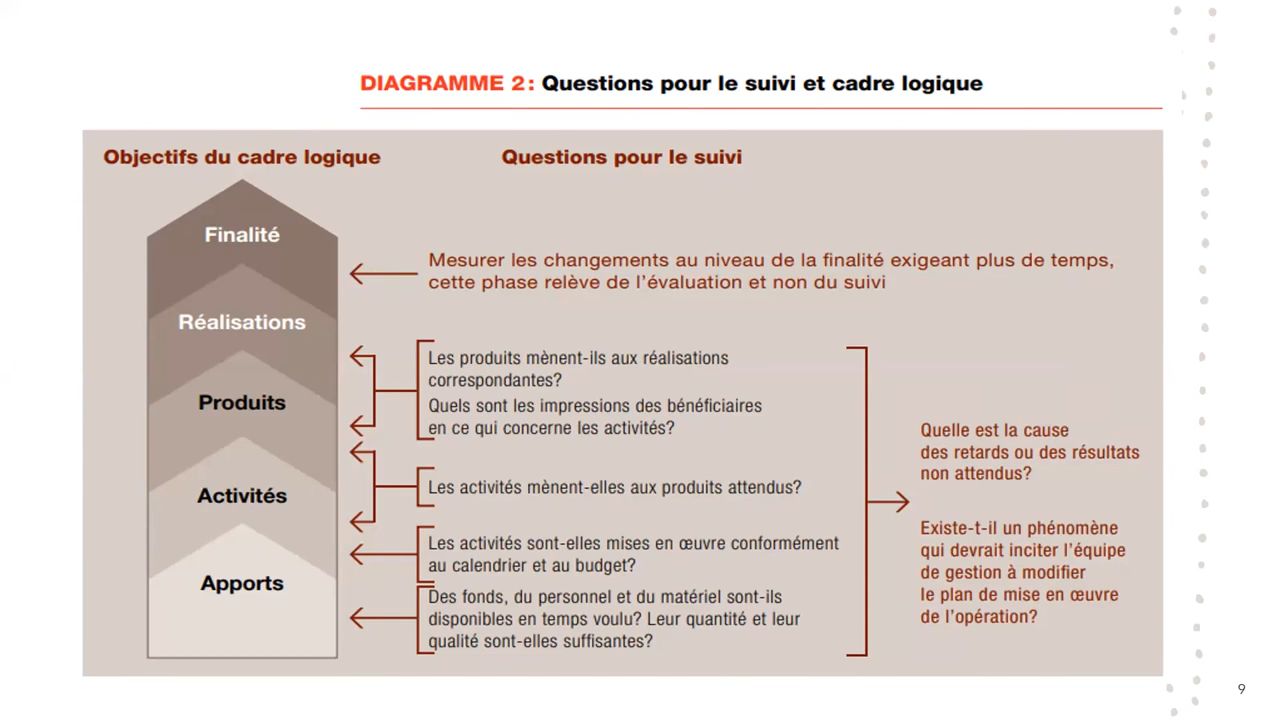 DIAGRAMME 2: Questions pour le suivi et cadre logique
Objectifs du cadre logique
Questions pour le suivi
Finalité
Réalisations
Produits
Activités
Apports
Mesurer les changements au niveau de la finalité exigeant plus de temps,
cette phase relève de l'évaluation et non du suivi
Les produits mènent-ils aux réalisations
correspondantes?
Quels sont les impressions des bénéficiaires
en ce qui concerne les activités?
Les activités mènent-elles aux produits attendus?
Les activités sont-elles mises en œuvre conformément
au calendrier et au budget?
Des fonds, du personnel et du matériel sont-ils
disponibles en temps voulu? Leur quantité et leur
qualité sont-elles suffisantes?
Quelle est la cause
des retards ou des résultats
non attendus?
Existe-t-il un phénomène
qui devrait inciter l'équipe
de gestion à modifier
le plan de mise en œuvre
de l'opération?
9